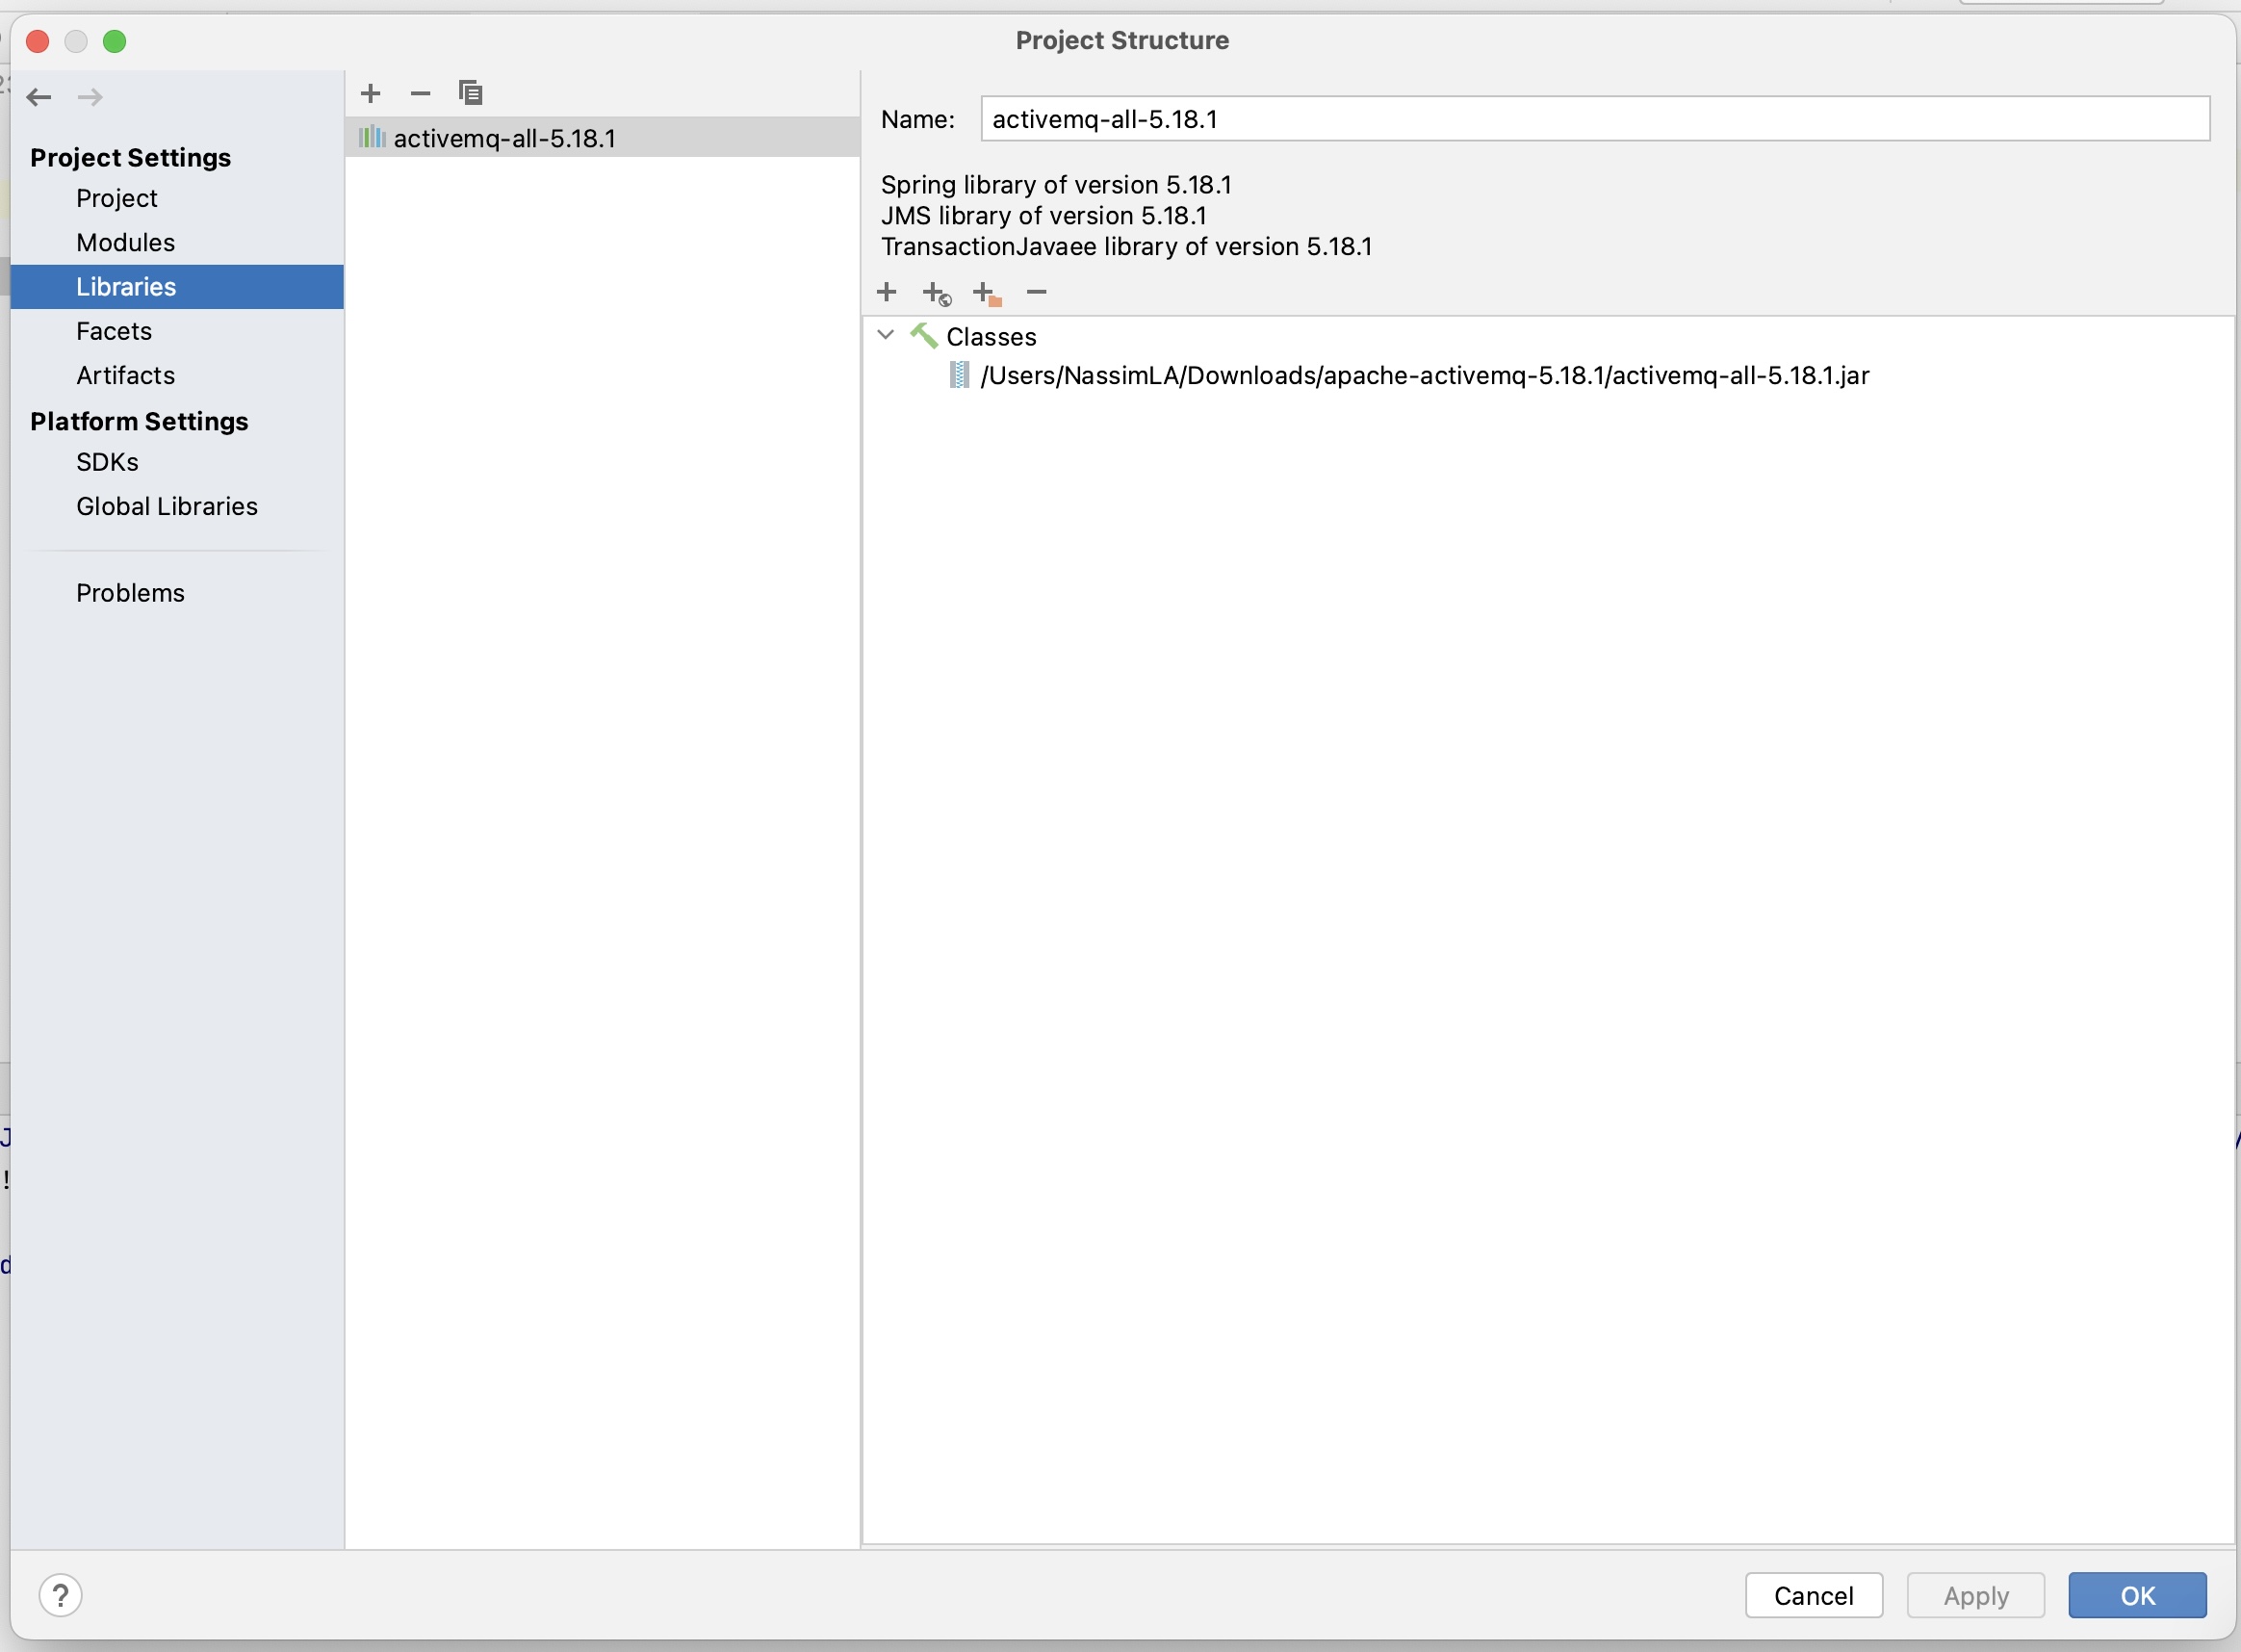 Project Structure
Project Settings
Project
Modules
Libraries
Facets
Artifacts
Platform Settings
SDKs
Global Libraries
Problems
activemq-all-5.18.1
Name:
activemq-all-5.18.1
Spring library of version 5.18.1
JMS library of version 5.18.1
TransactionJavaee library of version 5.18.1
Classes
/Users/NassimLA/Downloads/apache-activemq-5.18.1/activemq-all-5.18.1.jar
?
Cancel
Apply
OK